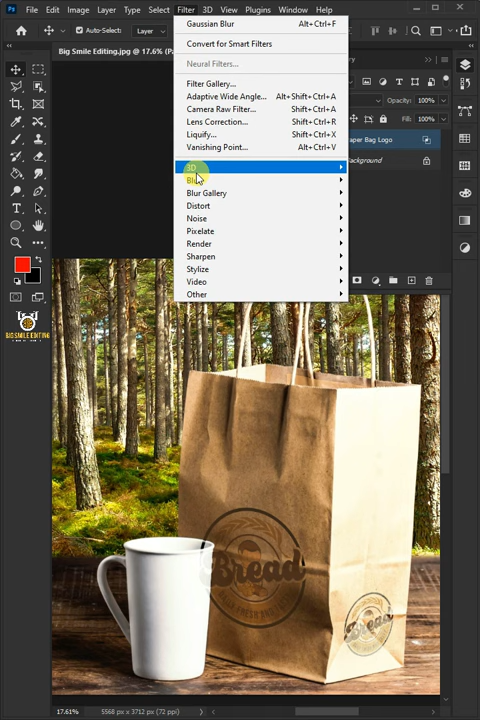 Ps File Edit Image Layer Type Select Filter 3D View Plugins Window Help
Auto-Select: Layer
Big Smile Editing.jpg @ 17.6% (Pa
Gaussian Blur Alt+Ctrl+F
Convert for Smart Filters
Neural Filters...
Filter Gallery...
Adaptive Wide Angle... Alt+Shift+Ctrl+A
Camera Raw Filter... Shift+Ctrl+A
Lens Correction... Shift+Ctrl+R
Liquify... Shift+Ctrl+X
Vanishing Point... Alt+Ctrl+V
3D
Blur
Blur Gallery
Distort
Noise
Pixelate
Render
Sharpen
Stylize
Video
Other
Opacity: 100%
Fill: 100%
aper Bag Logo
Background
BIG SMILE EDITING
Bread
Bread
17.61% 5568 px x 3712 px (72 ppi)